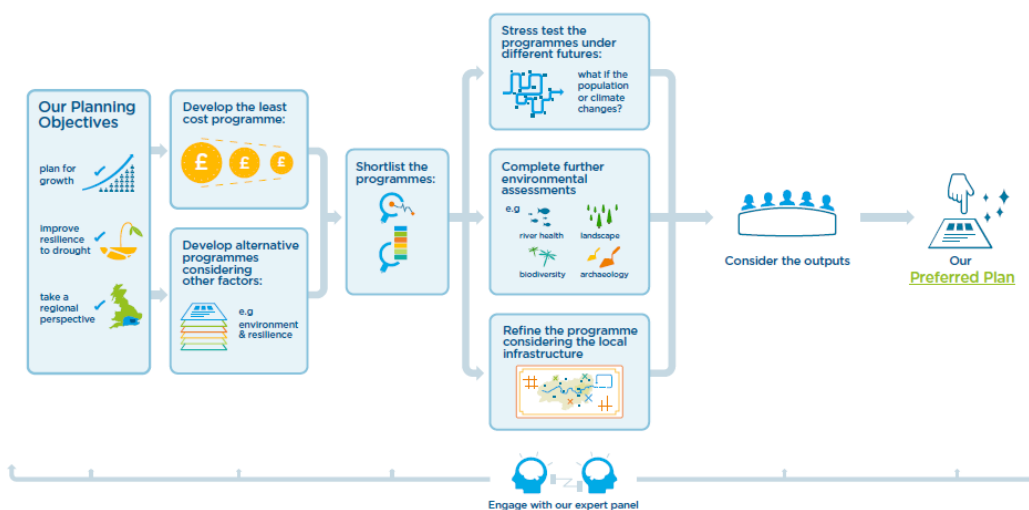 Our Planning
Objectives
plan for
growth
improve
resilience
to drought
take a
regional
perspective
Develop the least
cost programme:
£
£
£
Develop alternative
programmes
considering
other factors:
e.g
environment
& resilience
Shortlist the
programmes:
Stress test the
programmes under
different futures:
what if the
population
or climate
changes?
Complete further
environmental
assessments
e.g
river health
landscape
biodiversity
archaeology
Refine the programme
considering the local
infrastructure
Consider the outputs
Our
Preferred Plan
Engage with our expert panel